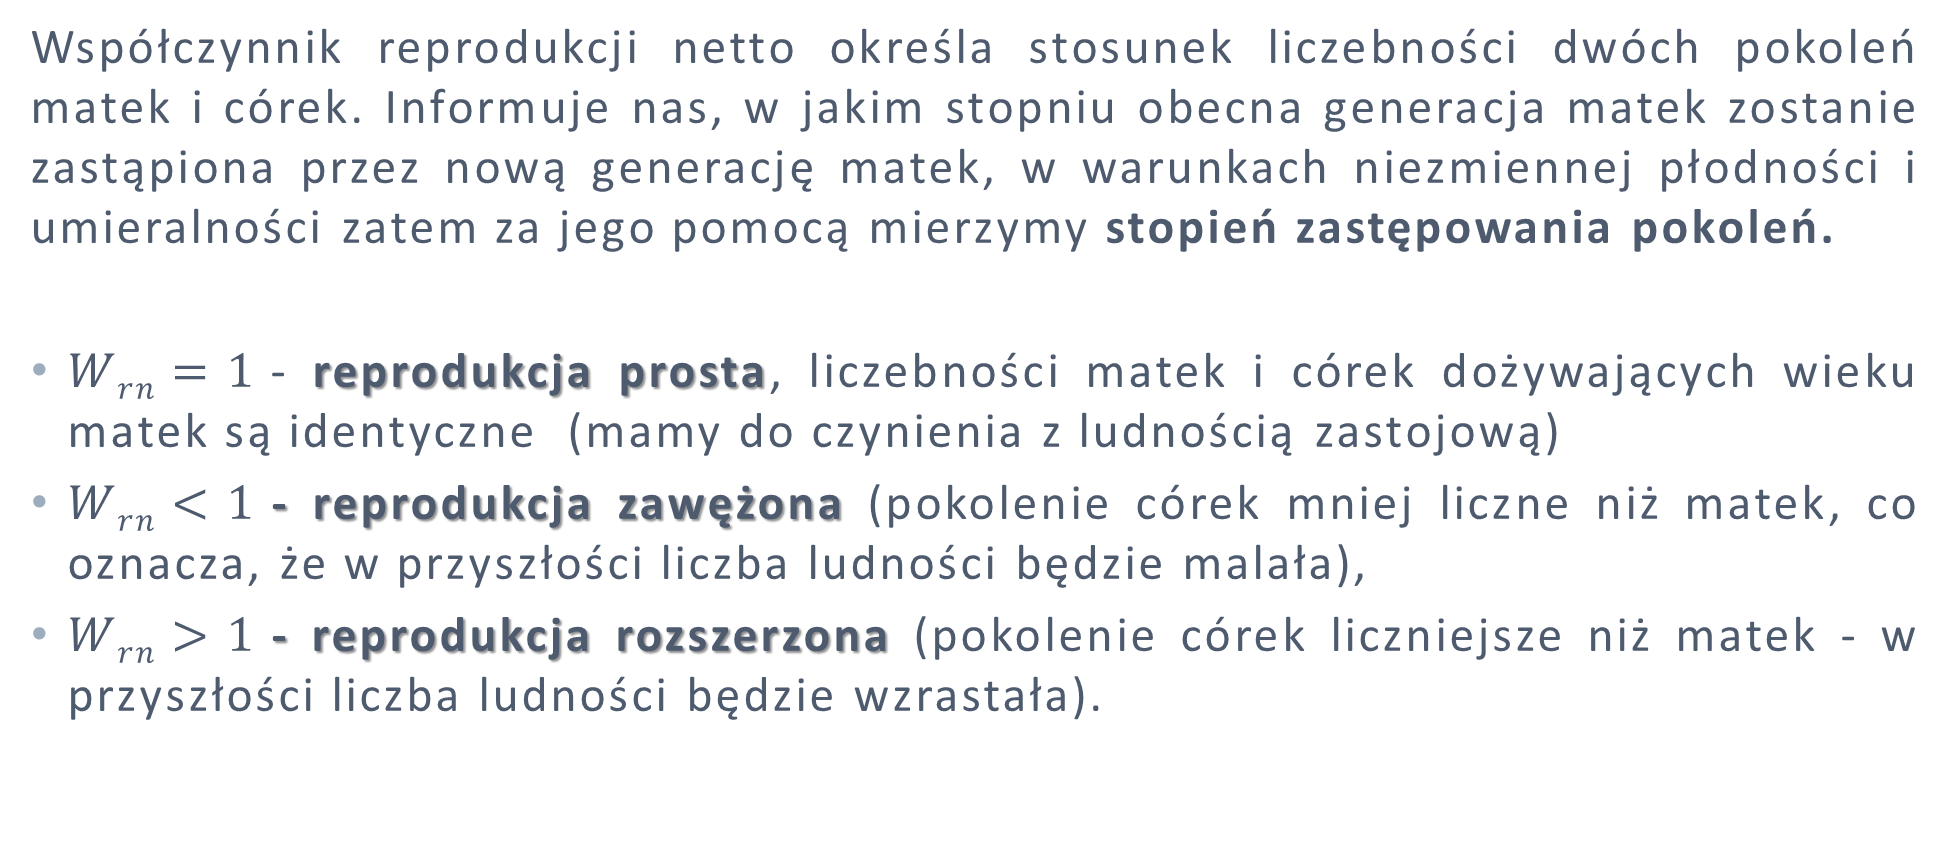 Współczynnik reprodukcji netto określa stosunek liczebności dwóch pokoleń
matek i córek. Informuje nas, w jakim stopniu obecna generacja matek zostanie
zastąpiona przez nową generację matek, w warunkach niezmiennej płodności i
umieralności zatem za jego pomocą mierzymy stopień zastępowania pokoleń.
• W_rn = 1 - reprodukcja prosta, liczebności matek i córek dożywających wieku
matek są identyczne (mamy do czynienia z ludnością zastojową)
• W_rn < 1 - reprodukcja zawężona (pokolenie córek mniej liczne niż matek, co
oznacza, że w przyszłości liczba ludności będzie malała),
• W_rn > 1 - reprodukcja rozszerzona (pokolenie córek liczniejsze niż matek - w
przyszłości liczba ludności będzie wzrastała).